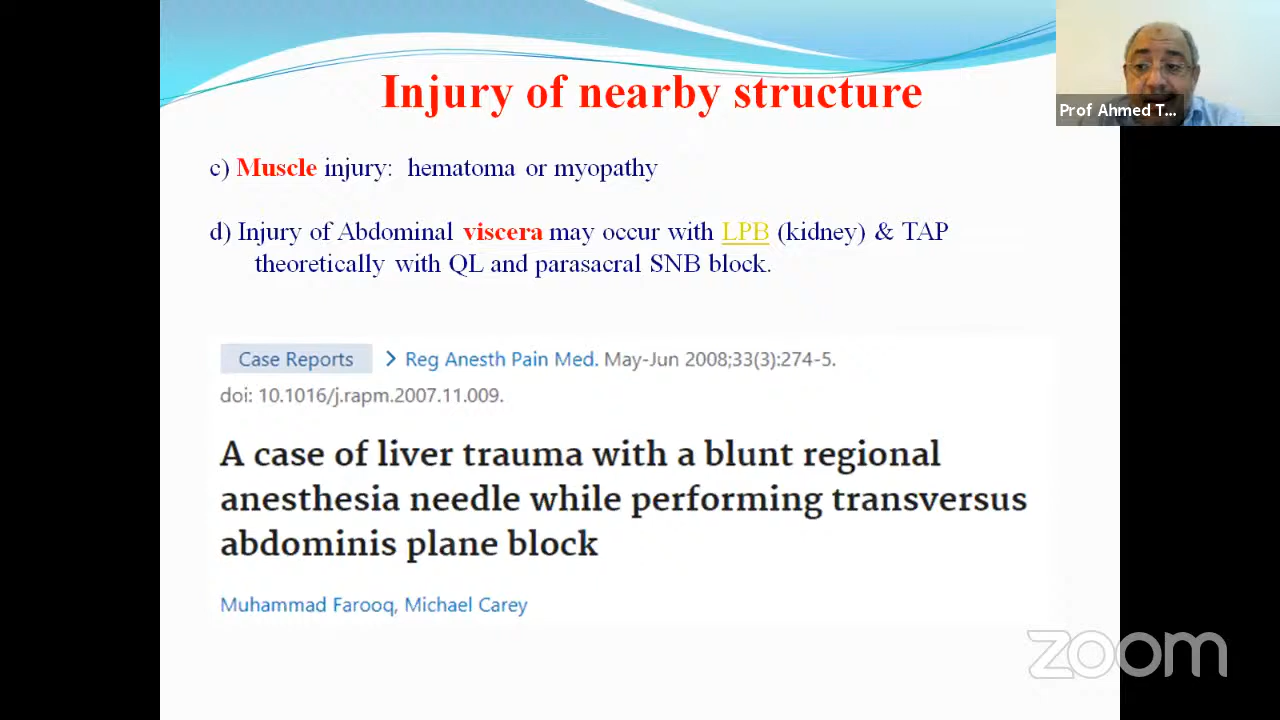 Injury of nearby structure
Prof Ahmed T...
c) Muscle injury: hematoma or myopathy
d) Injury of Abdominal viscera may occur with LPB (kidney) & TAP
theoretically with QL and parasacral SNB block.
Case Reports > Reg Anesth Pain Med. May-Jun 2008;33(3):274-5.
doi: 10.1016/j.rapm.2007.11.009.
A case of liver trauma with a blunt regional
anesthesia needle while performing transversus
abdominis plane block
Muhammad Farooq, Michael Carey
zoom